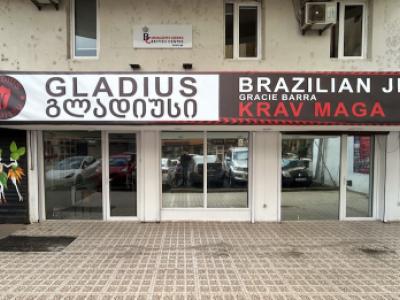 GLADIUS
გლადიუსი
BRAZILIAN JI
GRACIE BARRA
KRAV MAGA